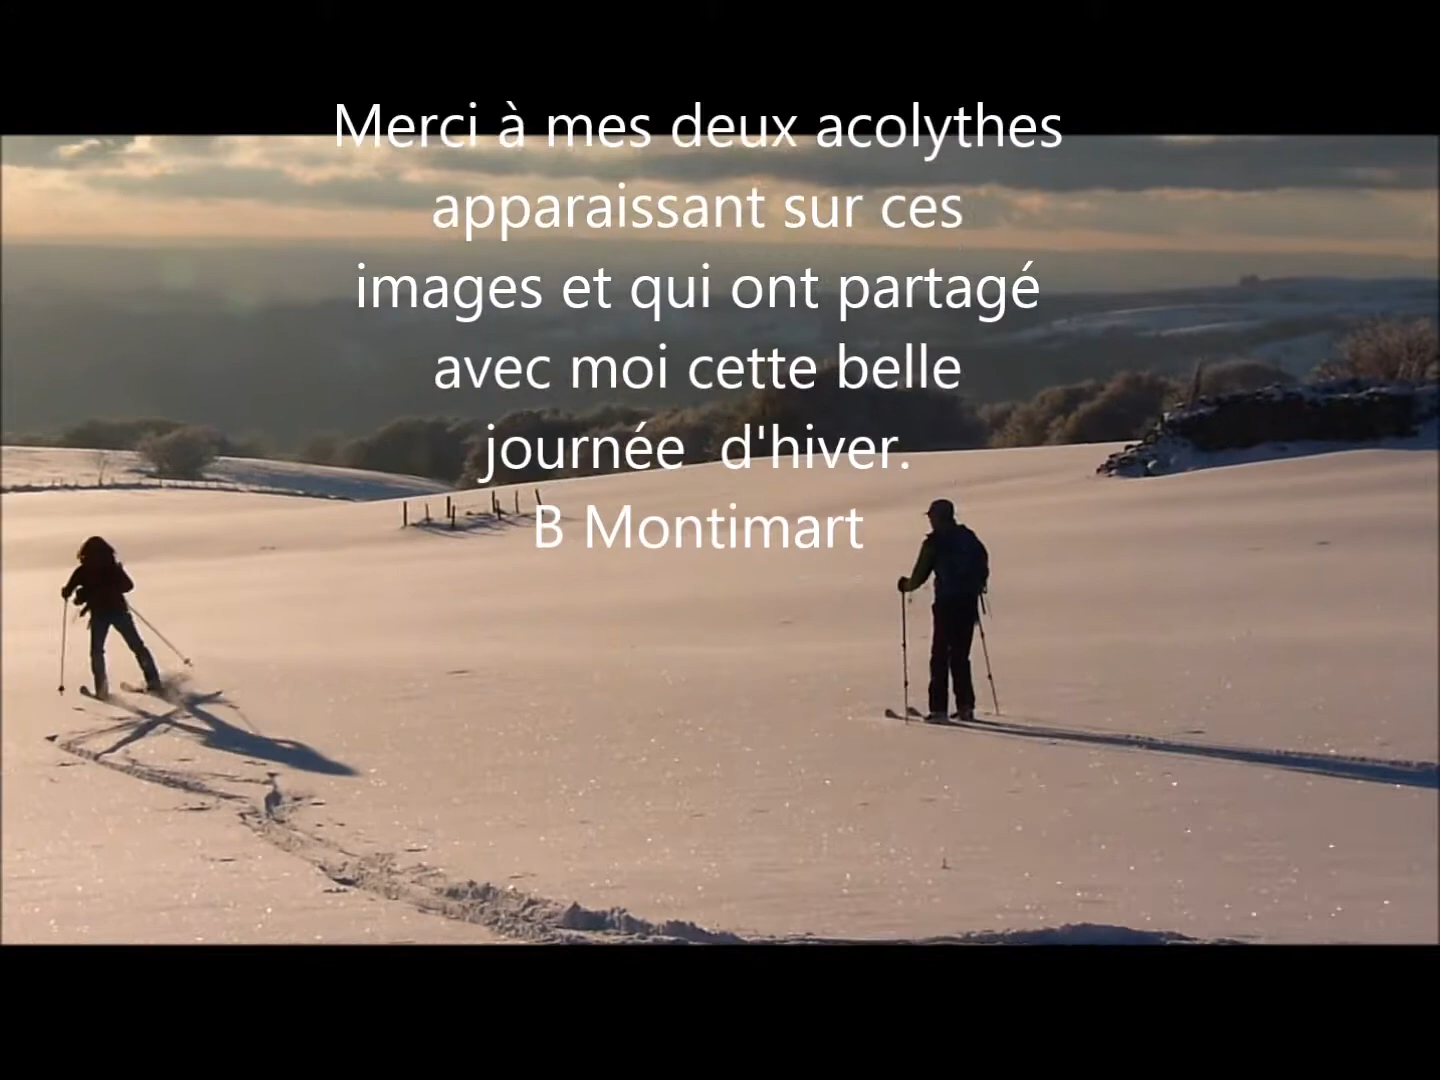 Merci à mes deux acolythes
apparaissant sur ces
images et qui ont partagé
avec moi cette belle
journée  d'hiver.
B Montimart